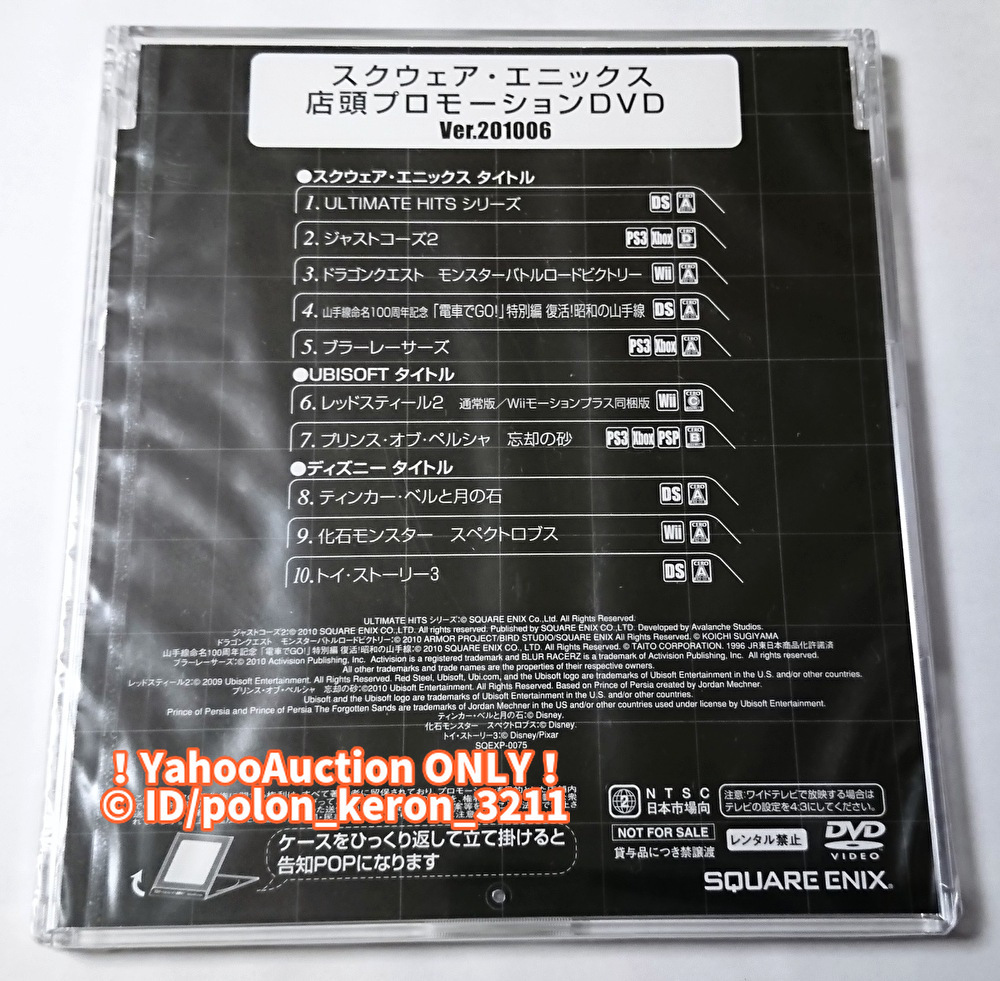 スクウェア・エニックス
店頭プロモーションDVD
Ver.201006
●スクウェア・エニックス タイトル
1. ULTIMATE HITS シリーズ DS CERO A
2. ジャストコーズ2 PS3 Xbox CERO D
3. ドラゴンクエスト モンスターバトルロードビクトリー Wii CERO A
4. 山手線命名100周年記念「電車でGO!」特別編 復活!昭和の山手線 DS CERO A
5. ブラーレーサーズ PS3 Xbox CERO A
●UBISOFT タイトル
6. レッドスティール2 通常版/Wiiモーションプラス同梱版 Wii CERO C
7. プリンス・オブ・ペルシャ 忘却の砂 PS3 Xbox PSP CERO B
●ディズニー タイトル
8. ティンカー・ベルと月の石 DS CERO A
9. 化石モンスター スペクトロブス Wii CERO A
10. トイ・ストーリー3 DS CERO A
ULTIMATE HITS シリーズ:© SQUARE ENIX Co.,Ltd. All Rights Reserved.
ジャストコーズ2:© 2010 SQUARE ENIX CO.,LTD. All rights reserved. Published by SQUARE ENIX CO.,LTD. Developed by Avalanche Studios.
ドラゴンクエスト モンスターバトルロードビクトリー:© 2010 ARMOR PROJECT/BIRD STUDIO/SQUARE ENIX All Rights Reserved. © KOICHI SUGIYAMA
山手線命名100周年記念「電車でGO!」特別編 復活!昭和の山手線:© 2010 SQUARE ENIX CO., LTD. All Rights Reserved. © TAITO CORPORATION. 1996 JR東日本商品化許諾済
ブラーレーサーズ:© 2010 Activision Publishing, Inc. Activision is a registered trademark and BLUR RACERZ is a trademark of Activision Publishing, Inc. All rights reserved.
All other trademarks and trade names are the properties of their respective owners.
レッドスティール2:© 2009 Ubisoft Entertainment. All Rights Reserved. Red Steel, Ubisoft, Ubi.com, and the Ubisoft logo are trademarks of Ubisoft Entertainment in the U.S. and/or other countries.
プリンス・オブ・ペルシャ 忘却の砂:©2010 Ubisoft Entertainment. All Rights Reserved. Based on Prince of Persia created by Jordan Mechner.
Ubisoft and the Ubisoft logo are trademarks of Ubisoft Entertainment in the U.S. and/or other countries.
Prince of Persia and Prince of Persia The Forgotten Sands are trademarks of Jordan Mechner in the US and/or other countries used under license by Ubisoft Entertainment.
ティンカー・ベルと月の石:© Disney.
化石モンスター スペクトロブス:© Disney.
トイ・ストーリー3:© Disney/Pixar
SQEXP-0075
!YahooAuction ONLY!
© ID/polon_keron_3211
ケースをひっくり返して立て掛けると
告知POPになります
2
NTSC
日本市場向
注意:ワイドテレビで放映する場合は
テレビの設定を4:3にしてください。
NOT FOR SALE
貸与品につき禁譲渡
レンタル禁止
DVD
VIDEO
SQUARE ENIX.